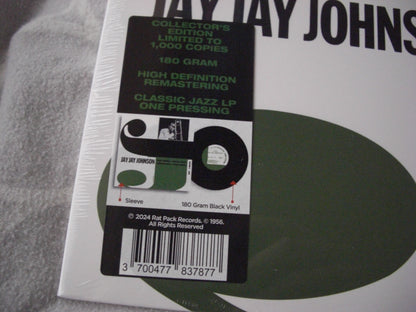 JAY JAY JOHNS
COLLECTOR'S
EDITION
LIMITED TO
1,000 COPIES
180 GRAM
HIGH DEFINITION
REMASTERING
CLASSIC JAZZ LP
ONE PRESSING
JAY JAY JOHNSON
Sleeve
180 Gram Black Vinyl
℗ 2024 Rat Pack Records. © 1956.
All Rights Reserved
3 700477 837877